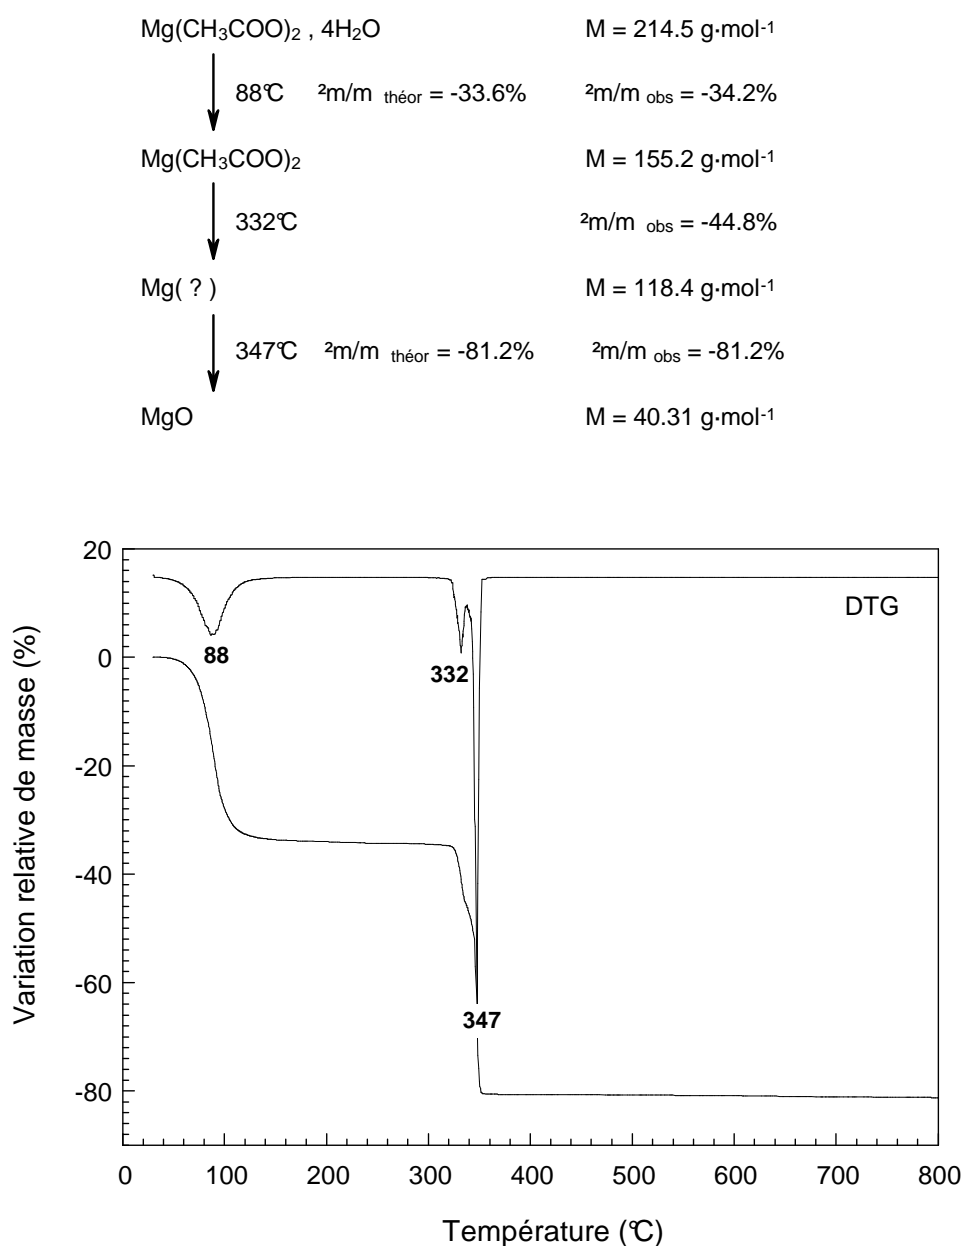 Mg(CH3COO)2 , 4H2O M = 214.5 g·mol-1
88°C ²m/m théor = -33.6% ²m/m obs = -34.2%
Mg(CH3COO)2 M = 155.2 g·mol-1
332°C ²m/m obs = -44.8%
Mg( ? ) M = 118.4 g·mol-1
347°C ²m/m théor = -81.2% ²m/m obs = -81.2%
MgO M = 40.31 g·mol-1
20
DTG
0
88
332
-20
-40
-60
347
-80
0 100 200 300 400 500 600 700 800
Variation relative de masse (%)
Température (°C)